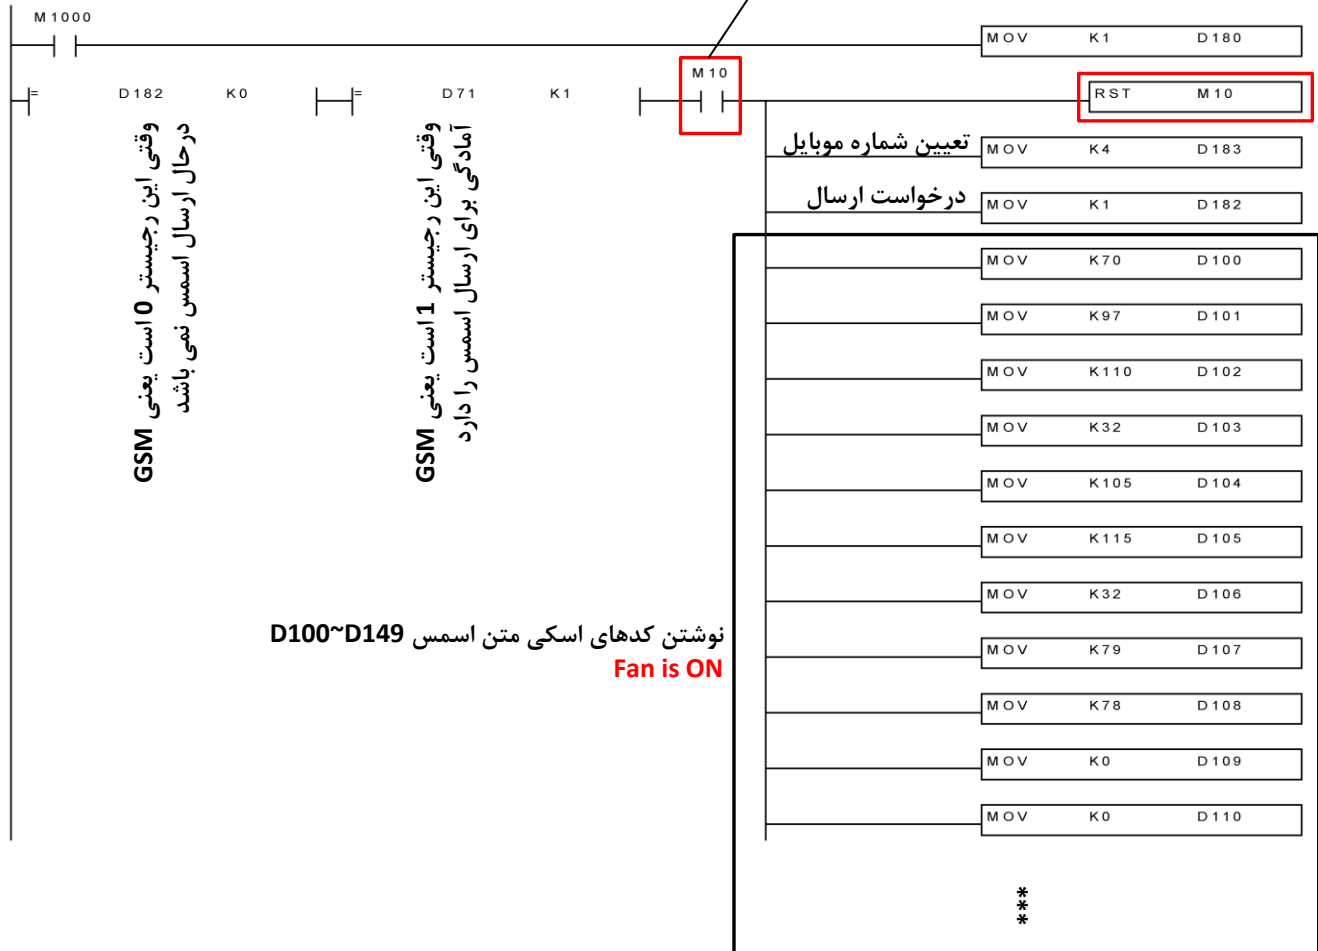 M1000
MOV K1 D180
M10
= D182 K0 = D71 K1
RST M10
وقتی این رجیستر 0 است یعنی GSM
درحال ارسال اسمس نمی باشد
وقتی این رجیستر 1 است یعنی GSM
آمادگی برای ارسال اسمس را دارد
تعیین شماره موبایل
MOV K4 D183
درخواست ارسال
MOV K1 D182
MOV K70 D100
MOV K97 D101
MOV K110 D102
MOV K32 D103
MOV K105 D104
MOV K115 D105
MOV K32 D106
نوشتن کدهای اسکی متن اسمس D100~D149
Fan is ON
MOV K79 D107
MOV K78 D108
MOV K0 D109
MOV K0 D110
***